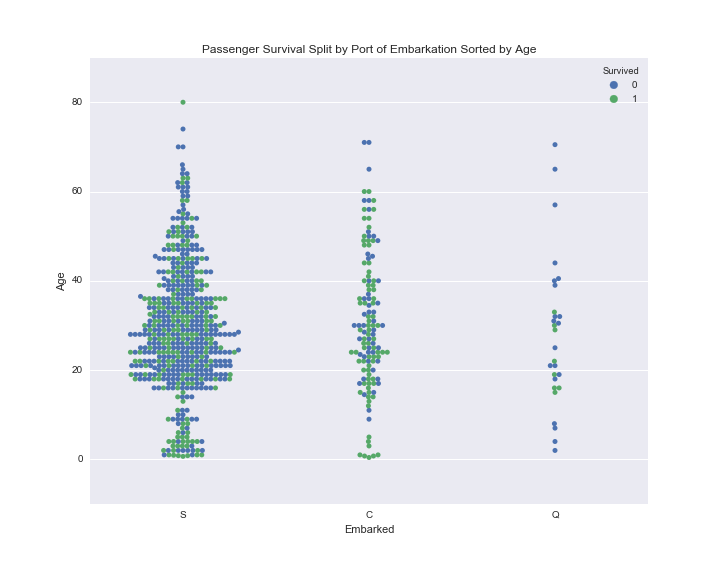 Passenger Survival Split by Port of Embarkation Sorted by Age
Survived
0
1
80
60
40
20
0
Age
S C Q
Embarked